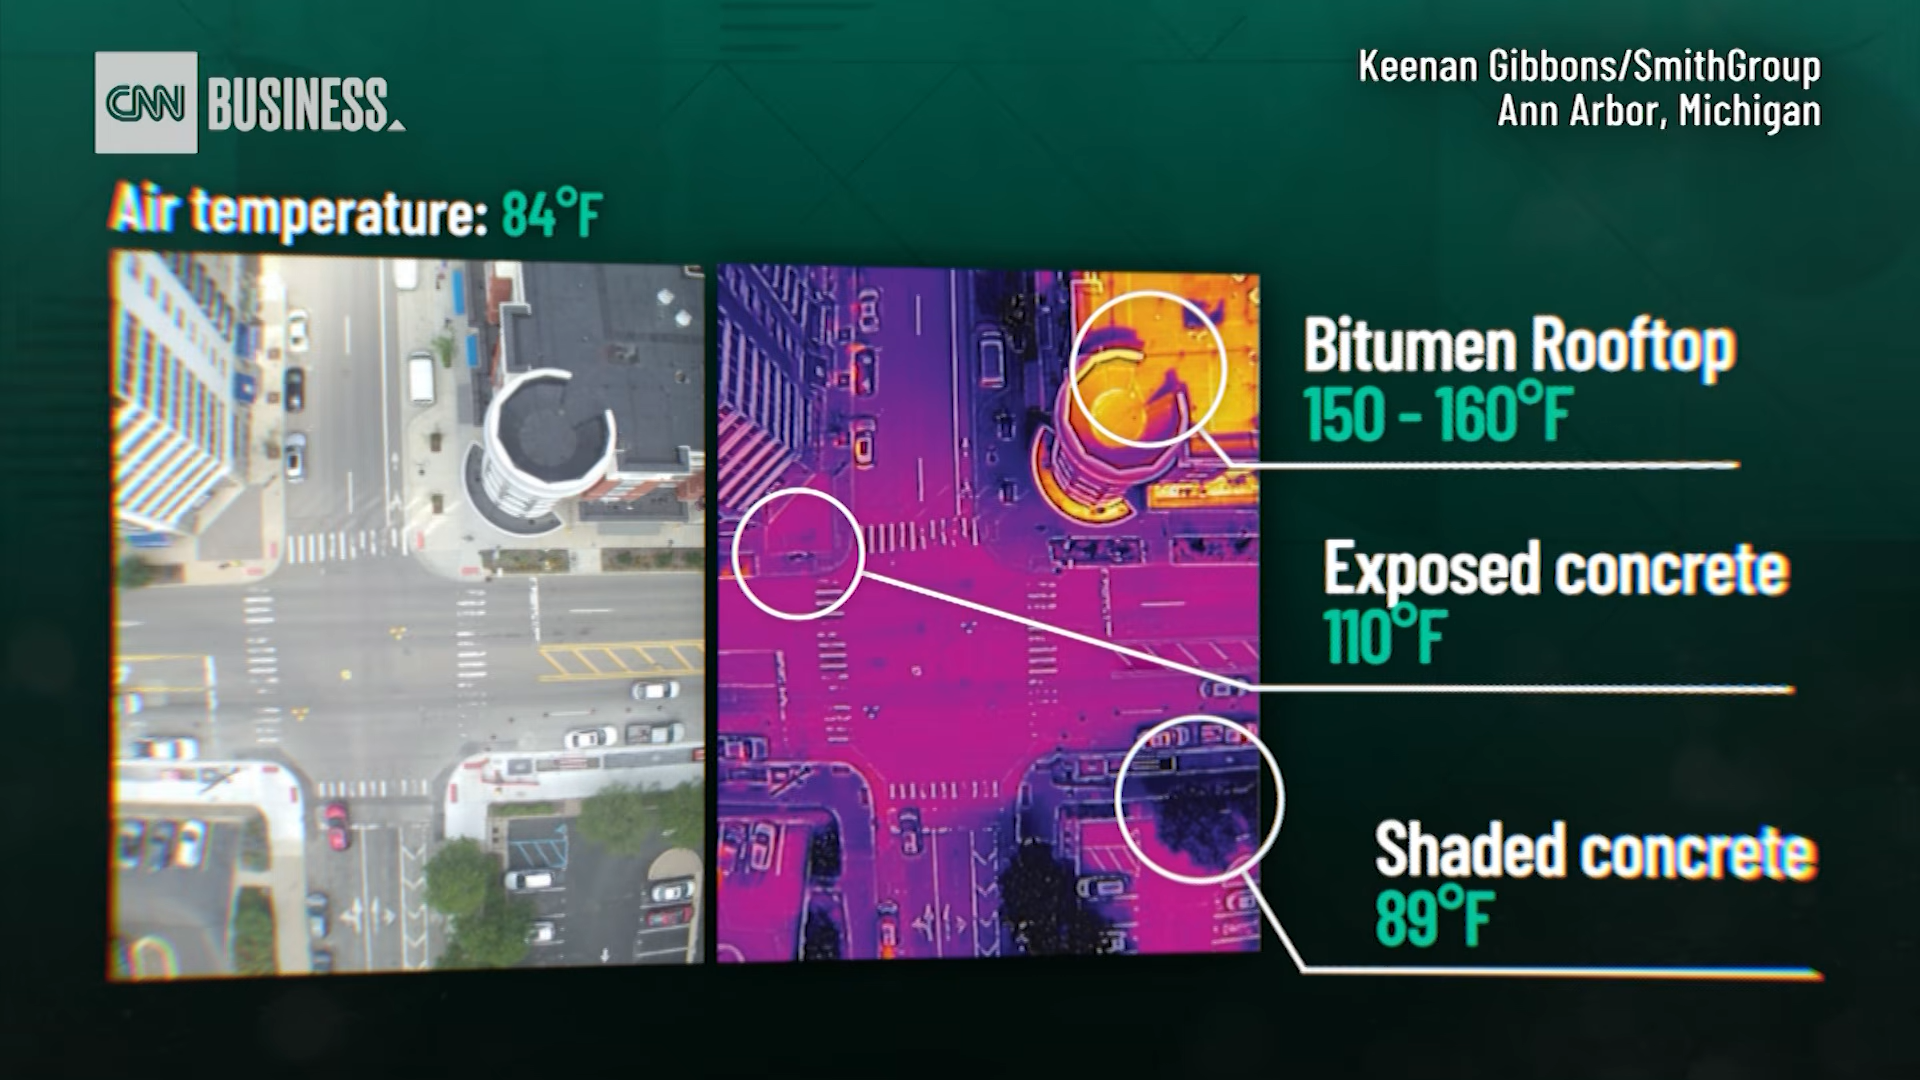 CNN BUSINESS
Keenan Gibbons/SmithGroup
Ann Arbor, Michigan
Air temperature: 84°F
Bitumen Rooftop
150 - 160°F
Exposed concrete
110°F
Shaded concrete
89°F